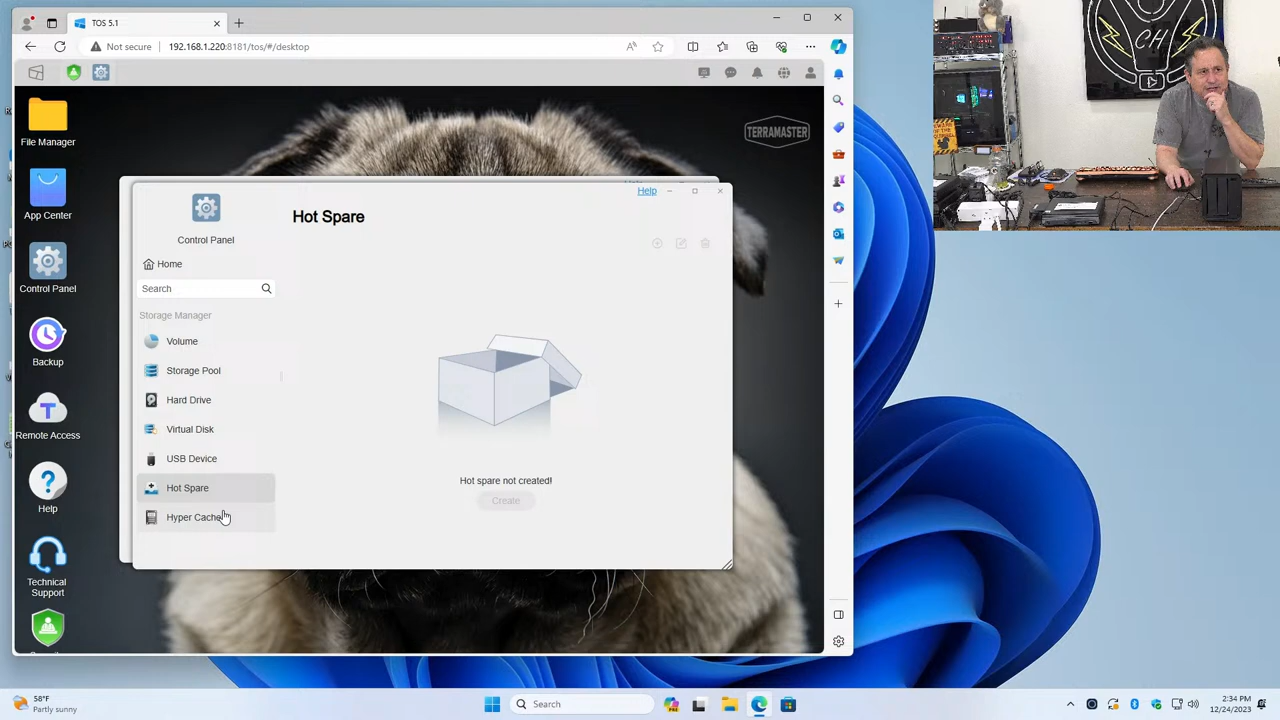 TOS 5.1
Not secure
192.168.1.220:8181/tos/#/desktop
TERRAMASTER
File Manager
App Center
Control Panel
Backup
Remote Access
Help
Technical
Support
Help
Control Panel
Home
Search
Storage Manager
Volume
Storage Pool
Hard Drive
Virtual Disk
USB Device
Hot Spare
Hyper Cache
Hot Spare
Hot spare not created!
Create
CH
58°F
Partly sunny
Search
2:34 PM
12/24/2023